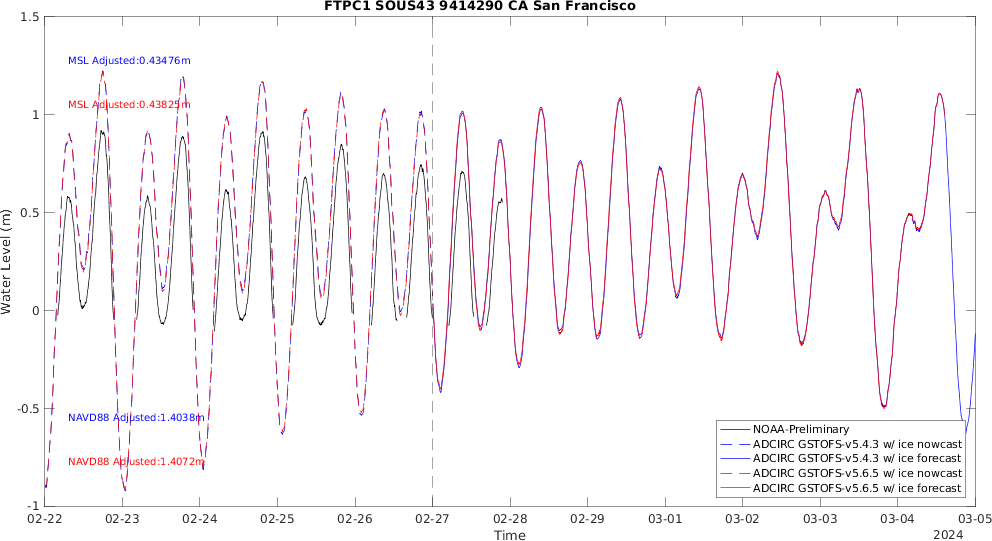 FTPC1 SOUS43 9414290 CA San Francisco
1.5
MSL Adjusted:0.43476m
MSL Adjusted:0.43825m
1
0.5
Water Level (m)
0
-0.5
NAVD88 Adjusted:1.4038m
NAVD88 Adjusted:1.4072m
-1
NOAA-Preliminary
ADCIRC GSTOFS-v5.4.3 w/ ice nowcast
ADCIRC GSTOFS-v5.4.3 w/ ice forecast
ADCIRC GSTOFS-v5.6.5 w/ ice nowcast
ADCIRC GSTOFS-v5.6.5 w/ ice forecast
02-22 02-23 02-24 02-25 02-26 02-27 02-28 02-29 03-01 03-02 03-03 03-04 03-05
Time
2024